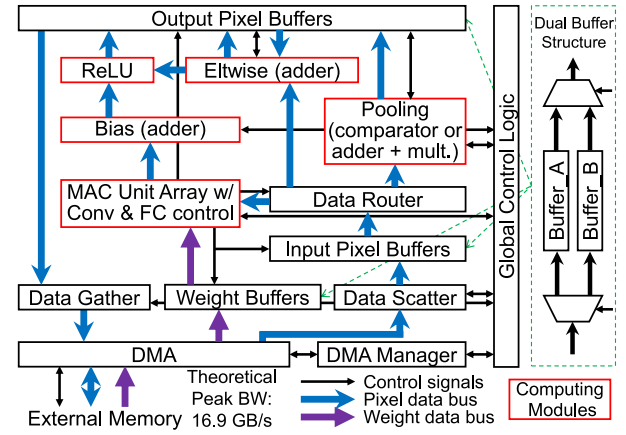 Output Pixel Buffers
ReLU
Eltwise (adder)
Bias (adder)
Pooling
(comparator or
adder + mult.)
MAC Unit Array w/
Conv & FC control
Data Router
Input Pixel Buffers
Data Gather
Weight Buffers
Data Scatter
DMA
DMA Manager
External Memory
Theoretical
Peak BW:
16.9 GB/s
Control signals
Pixel data bus
Weight data bus
Global Control Logic
Dual Buffer
Structure
Buffer_A
Buffer_B
Computing
Modules